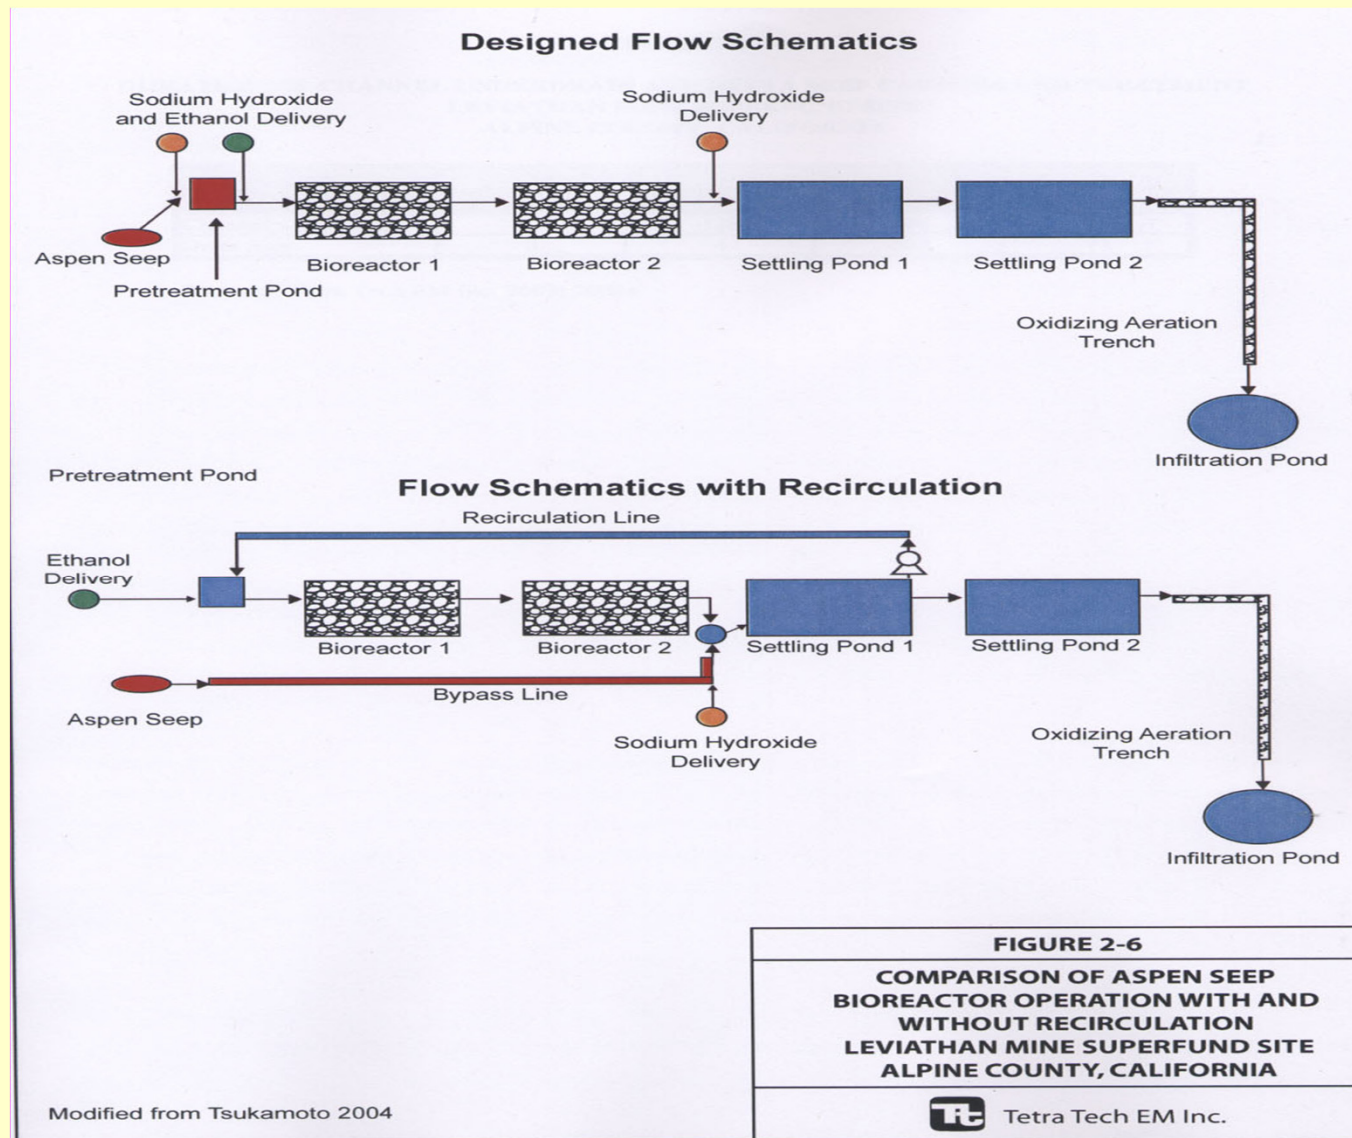 Designed Flow Schematics
Sodium Hydroxide
and Ethanol Delivery
Sodium Hydroxide
Delivery
Aspen Seep
Pretreatment Pond
Bioreactor 1
Bioreactor 2
Settling Pond 1
Settling Pond 2
Oxidizing Aeration
Trench
Infiltration Pond
Pretreatment Pond
Flow Schematics with Recirculation
Recirculation Line
Ethanol
Delivery
Bioreactor 1
Bioreactor 2
Settling Pond 1
Settling Pond 2
Bypass Line
Aspen Seep
Sodium Hydroxide
Delivery
Oxidizing Aeration
Trench
Infiltration Pond
FIGURE 2-6
COMPARISON OF ASPEN SEEP
BIOREACTOR OPERATION WITH AND
WITHOUT RECIRCULATION
LEVIATHAN MINE SUPERFUND SITE
ALPINE COUNTY, CALIFORNIA
Modified from Tsukamoto 2004
Tt Tetra Tech EM Inc.